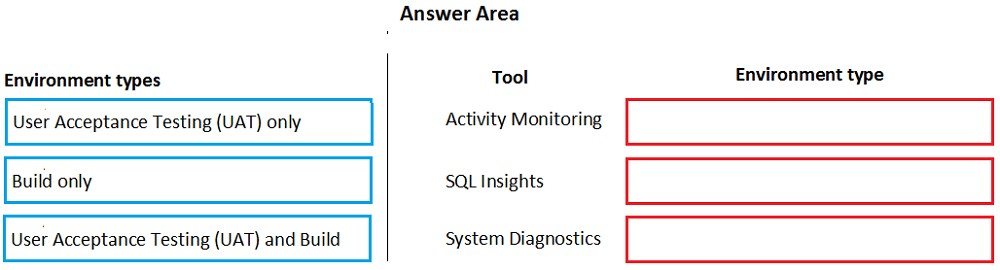 Answer Area
Environment types
Tool
Environment type
User Acceptance Testing (UAT) only
Activity Monitoring
Build only
SQL Insights
User Acceptance Testing (UAT) and Build
System Diagnostics